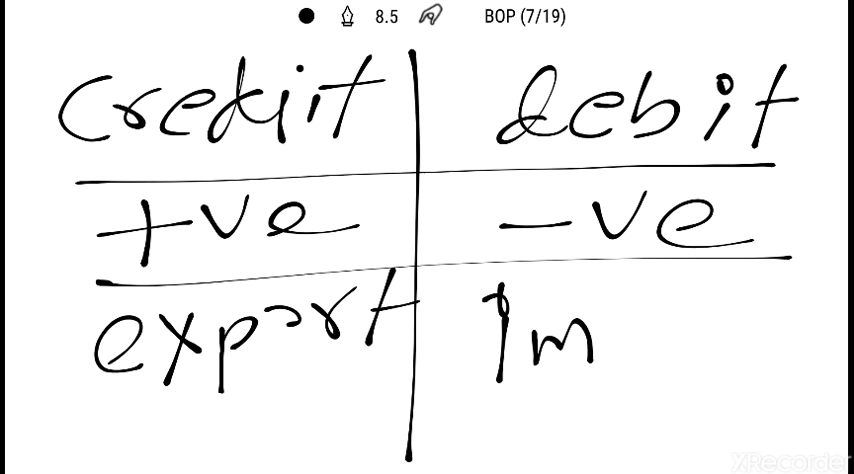 8.5 BOP (7/19)
credit debit
+ve -ve
export Im
XRecorder